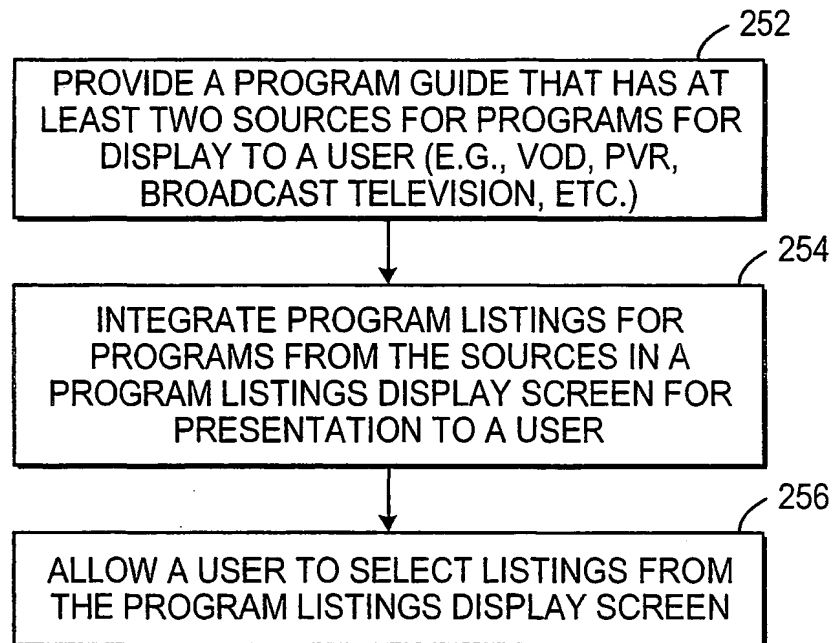 252
PROVIDE A PROGRAM GUIDE THAT HAS AT
LEAST TWO SOURCES FOR PROGRAMS FOR
DISPLAY TO A USER (E.G., VOD, PVR,
BROADCAST TELEVISION, ETC.)
254
INTEGRATE PROGRAM LISTINGS FOR
PROGRAMS FROM THE SOURCES IN A
PROGRAM LISTINGS DISPLAY SCREEN FOR
PRESENTATION TO A USER
256
ALLOW A USER TO SELECT LISTINGS FROM
THE PROGRAM LISTINGS DISPLAY SCREEN